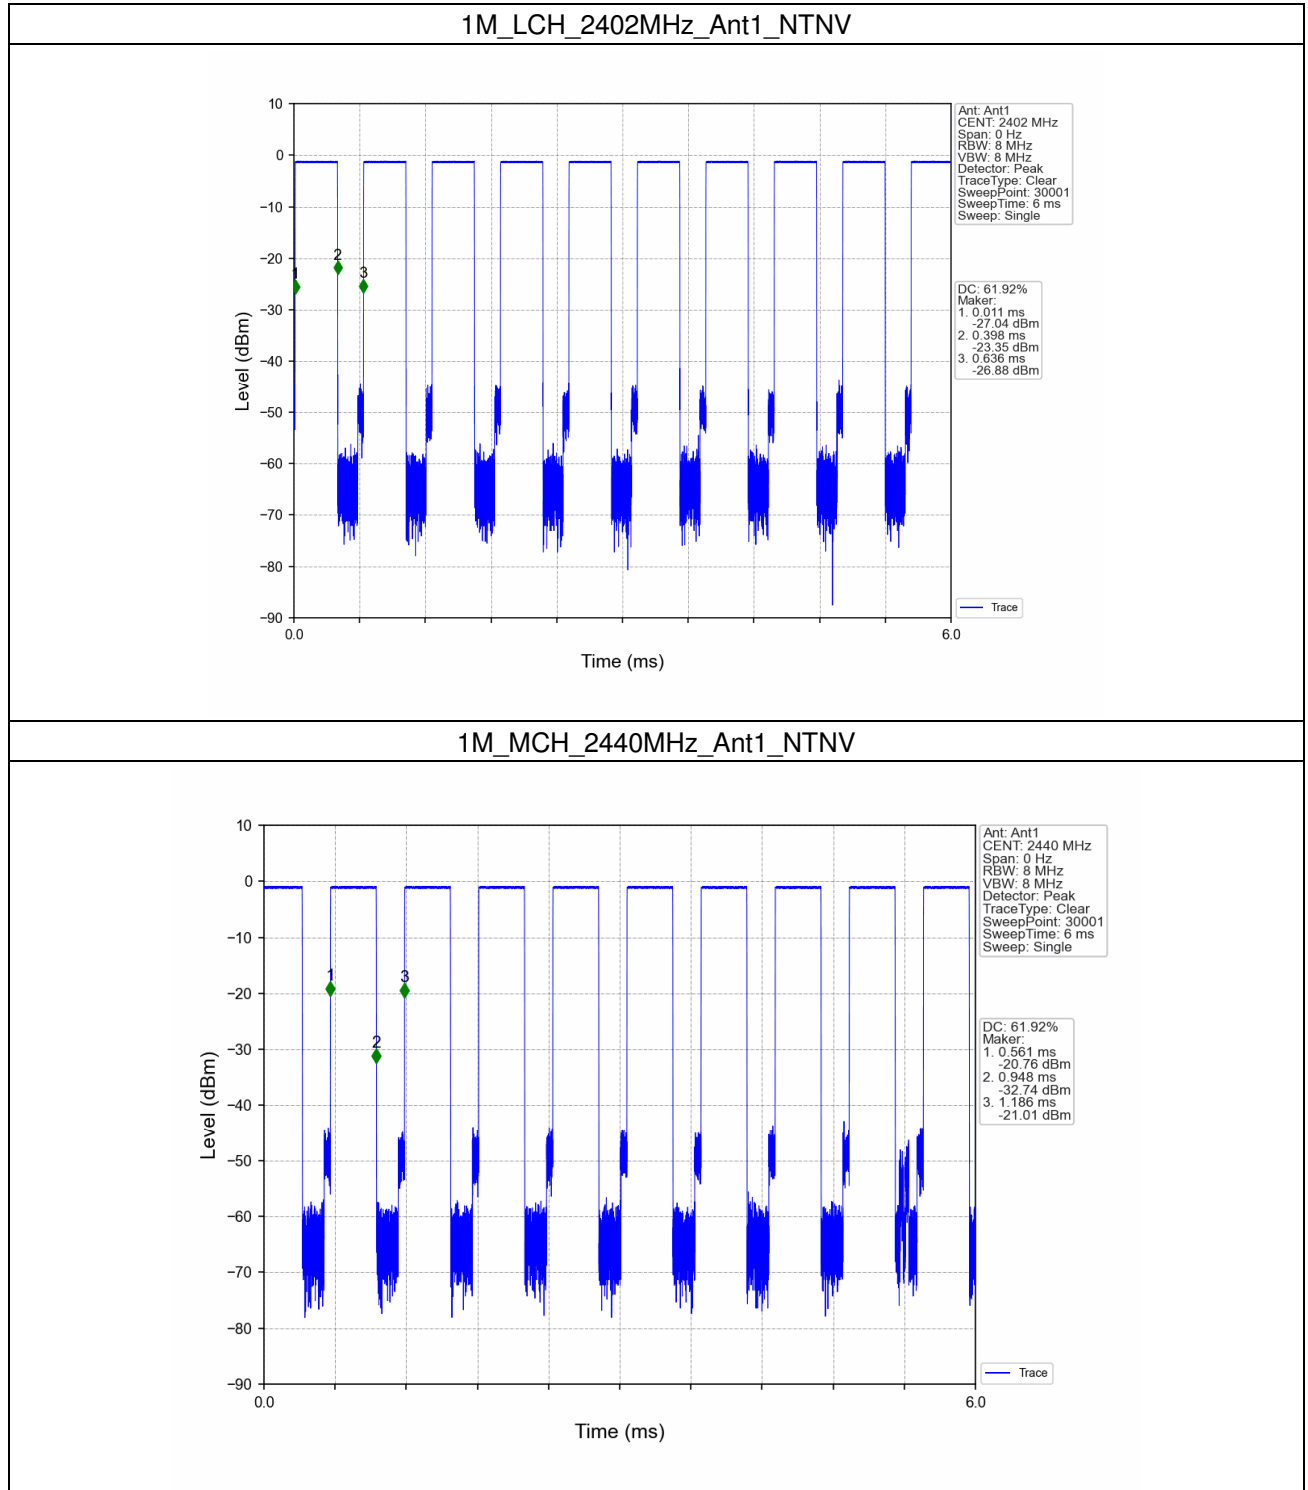 1M_LCH_2402MHz_Ant1_NTNV
10
0
−10
−20
−30
−40
−50
−60
−70
−80
−90
Level (dBm)
1
2
3
0.0
6.0
Time (ms)
Ant: Ant1
CENT: 2402 MHz
Span: 0 Hz
RBW: 8 MHz
VBW: 8 MHz
Detector: Peak
TraceType: Clear
SweepPoint: 30001
SweepTime: 6 ms
Sweep: Single
DC: 61.92%
Maker:
1. 0.011 ms
-27.04 dBm
2. 0.398 ms
-23.35 dBm
3. 0.636 ms
-26.88 dBm
Trace
1M_MCH_2440MHz_Ant1_NTNV
10
0
−10
−20
−30
−40
−50
−60
−70
−80
−90
Level (dBm)
1
2
3
0.0
6.0
Time (ms)
Ant: Ant1
CENT: 2440 MHz
Span: 0 Hz
RBW: 8 MHz
VBW: 8 MHz
Detector: Peak
TraceType: Clear
SweepPoint: 30001
SweepTime: 6 ms
Sweep: Single
DC: 61.92%
Maker:
1. 0.561 ms
-20.76 dBm
2. 0.948 ms
-32.74 dBm
3. 1.186 ms
-21.01 dBm
Trace